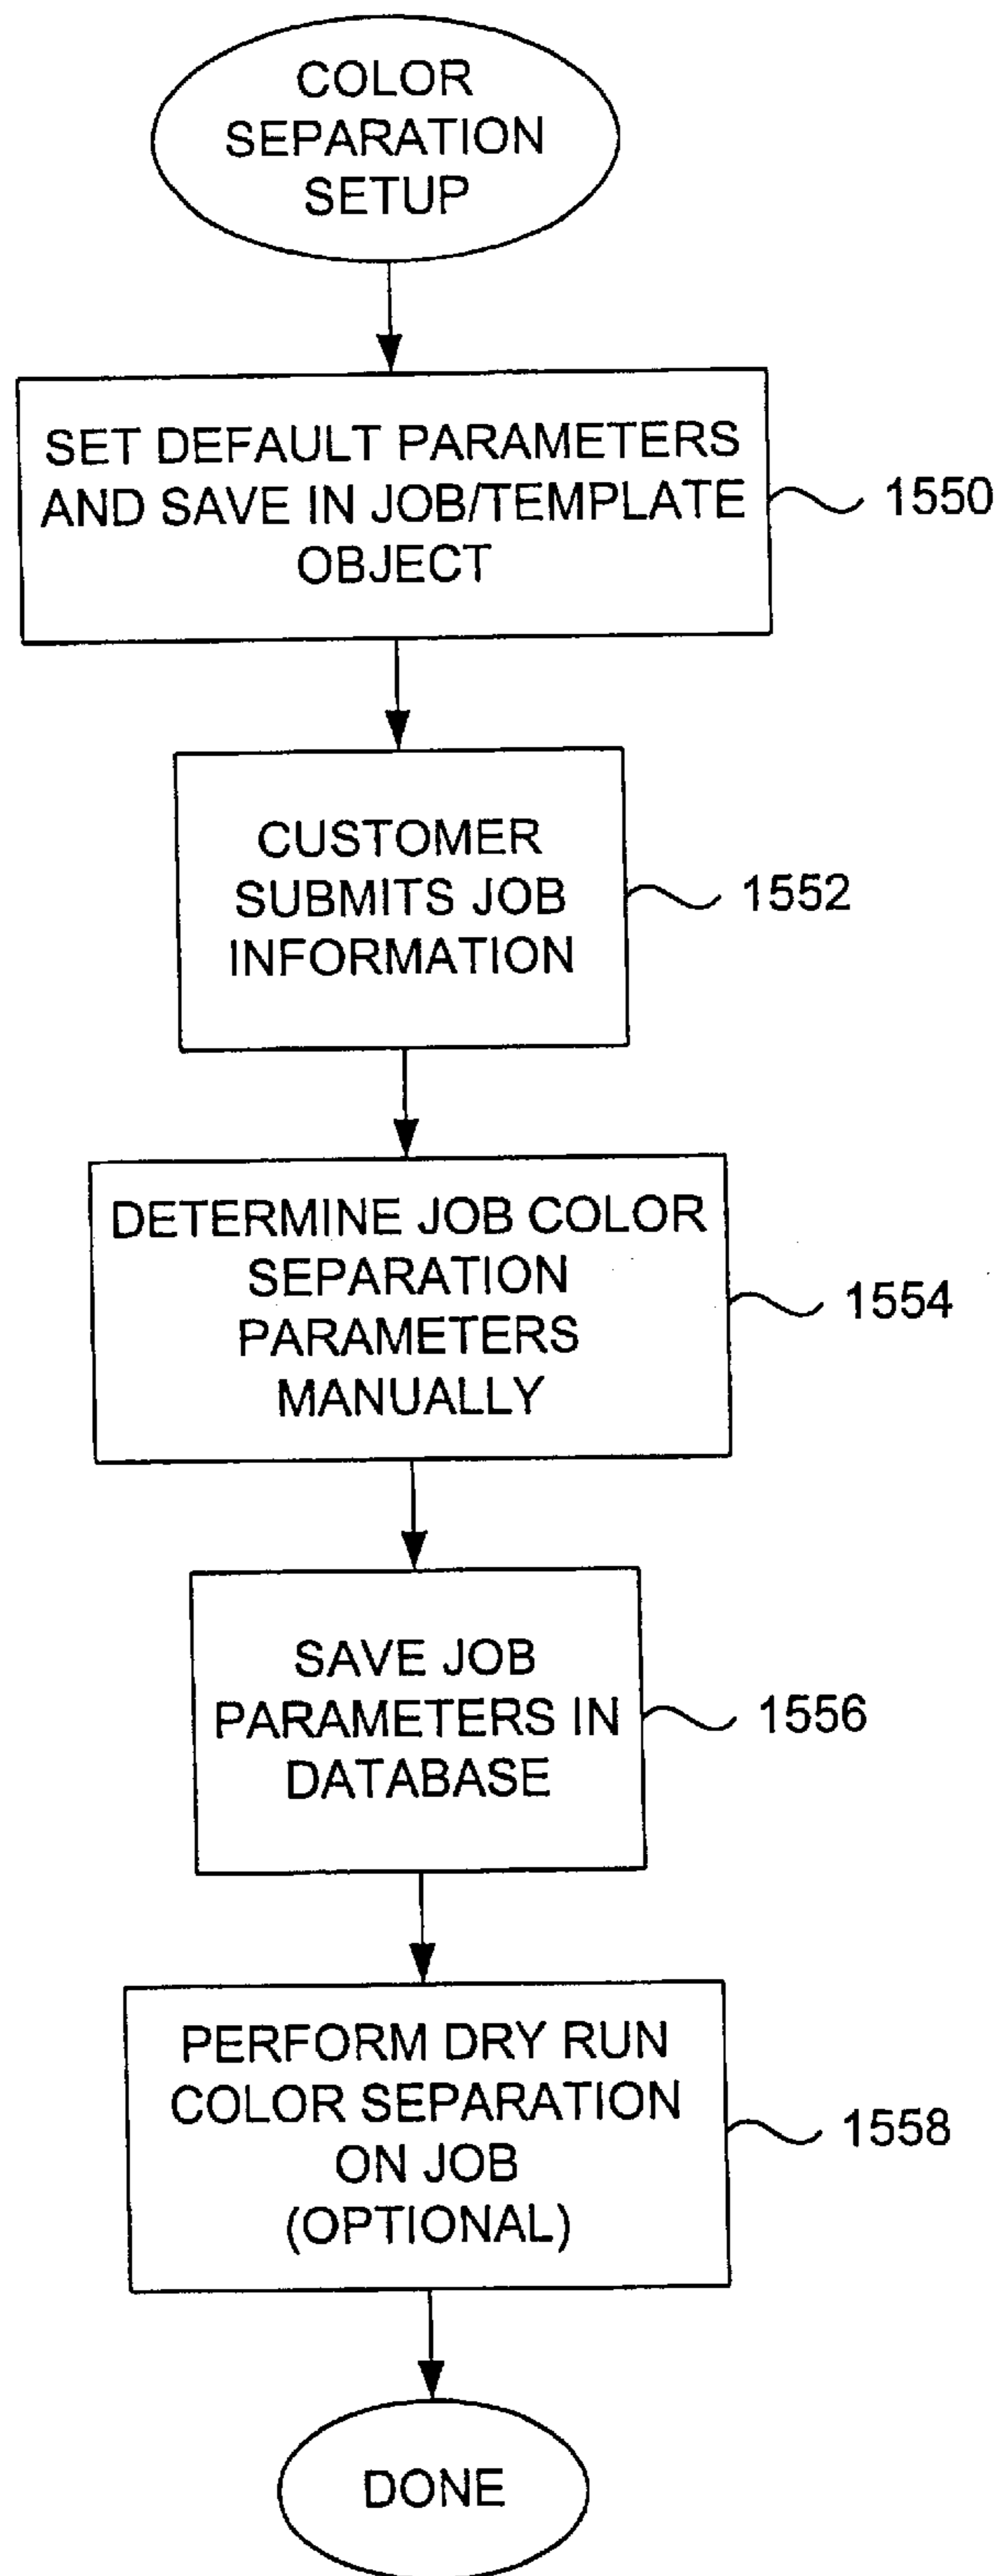 COLOR
SEPARATION
SETUP
SET DEFAULT PARAMETERS
AND SAVE IN JOB/TEMPLATE
OBJECT
1550
CUSTOMER
SUBMITS JOB
INFORMATION
1552
DETERMINE JOB COLOR
SEPARATION
PARAMETERS
MANUALLY
1554
SAVE JOB
PARAMETERS IN
DATABASE
1556
PERFORM DRY RUN
COLOR SEPARATION
ON JOB
(OPTIONAL)
1558
DONE